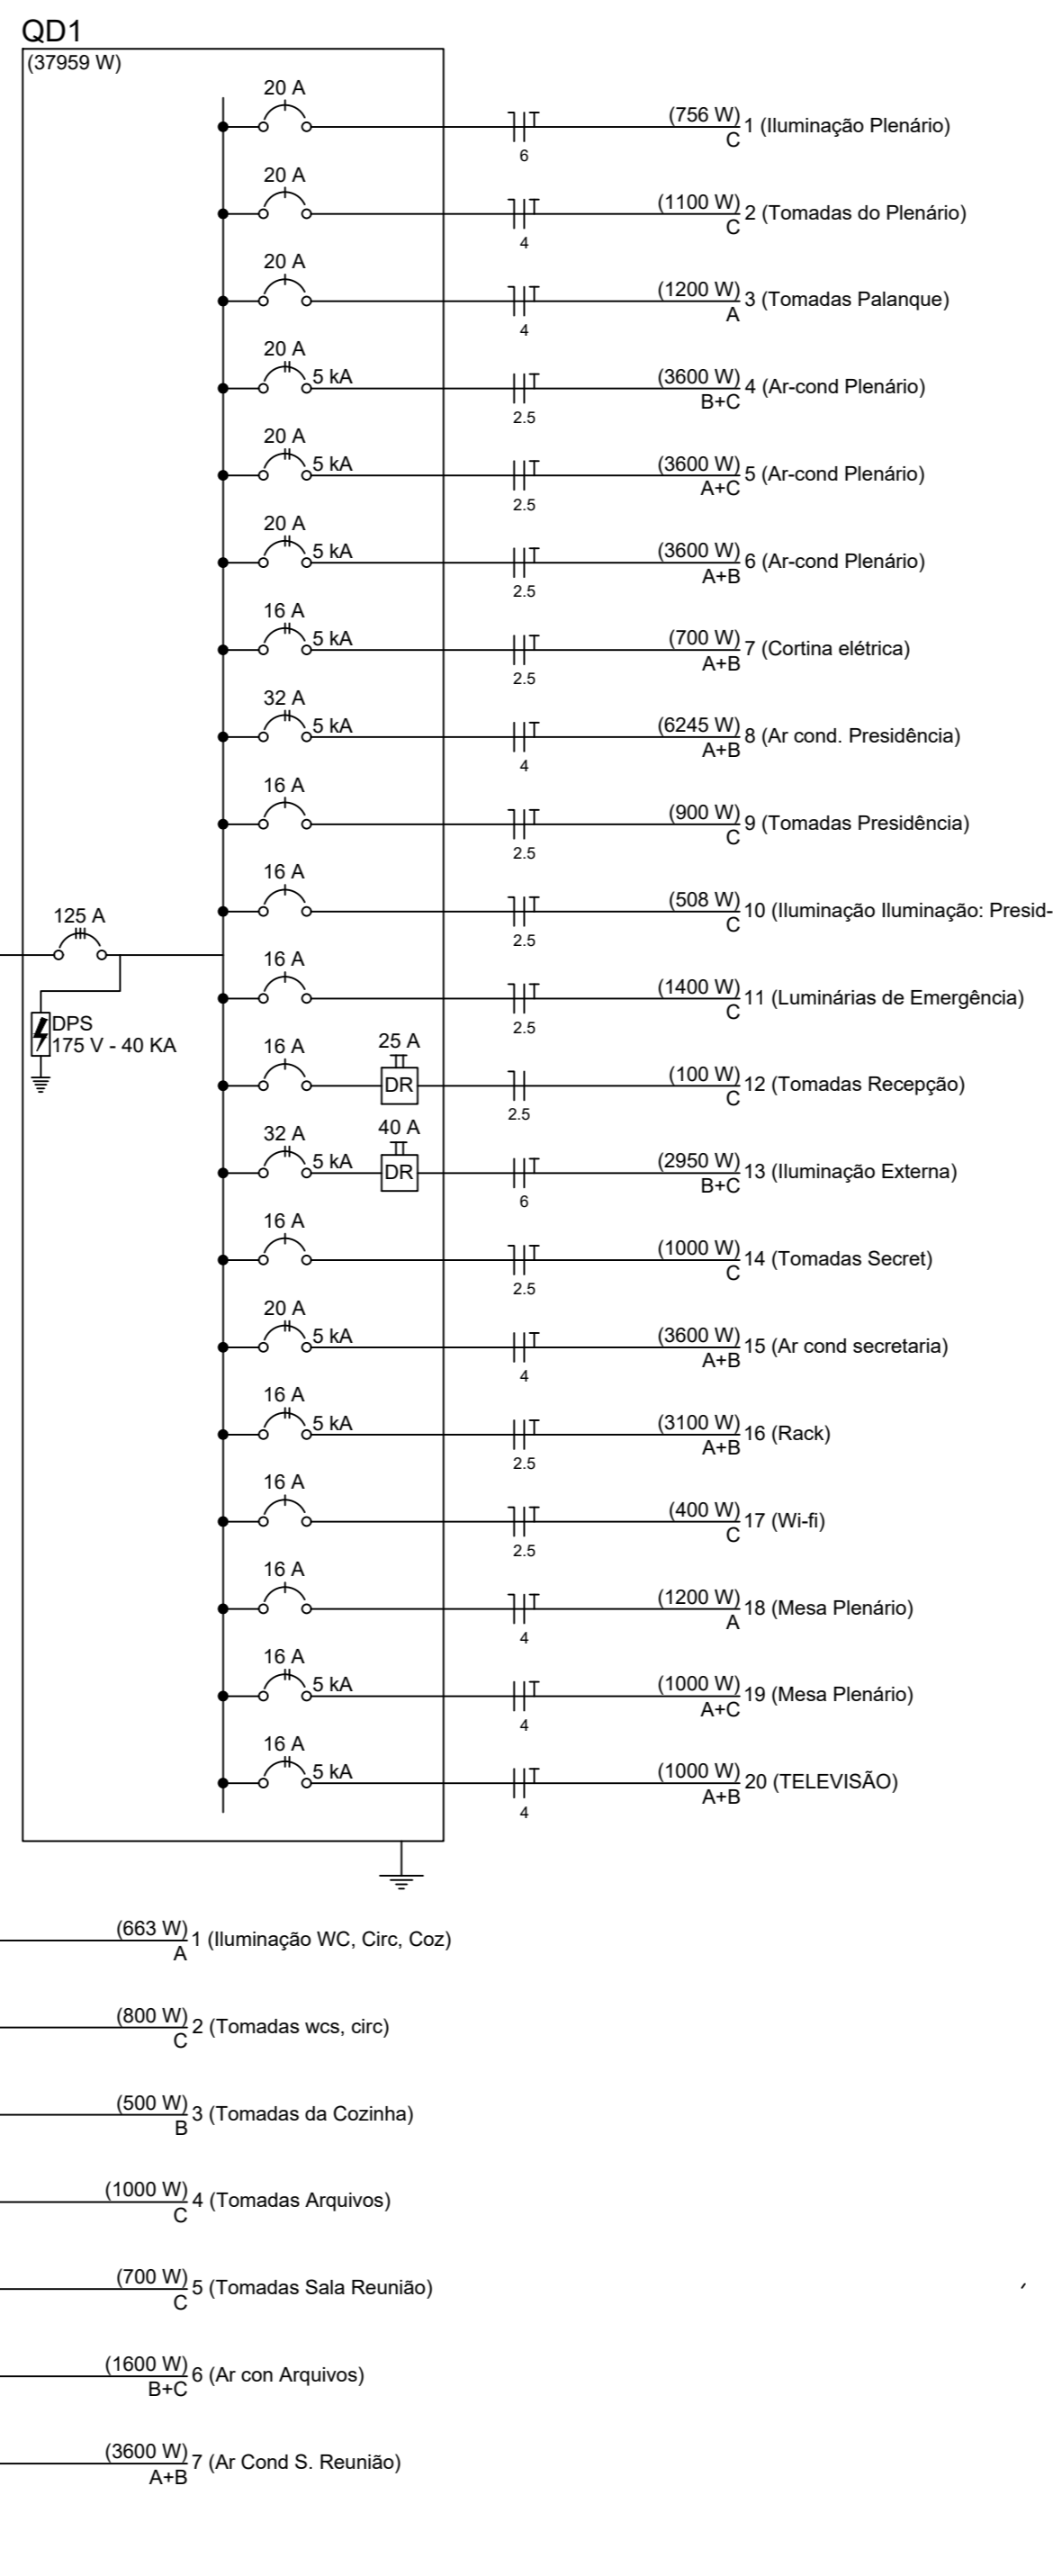 QD1
(37959 W)
20 A
(756 W)
1 (Iluminação Plenário)
C
6
20 A
(1100 W)
2 (Tomadas do Plenário)
C
4
20 A
(1200 W)
3 (Tomadas Palanque)
A
4
20 A
5 kA
(3600 W)
4 (Ar-cond Plenário)
B+C
2.5
20 A
5 kA
(3600 W)
5 (Ar-cond Plenário)
A+C
2.5
20 A
5 kA
(3600 W)
6 (Ar-cond Plenário)
A+B
2.5
16 A
5 kA
(700 W)
7 (Cortina elétrica)
A+B
2.5
32 A
5 kA
(6245 W)
8 (Ar cond. Presidência)
A+B
4
16 A
(900 W)
9 (Tomadas Presidência)
C
2.5
16 A
(508 W)
10 (Iluminação Iluminação: Presid-
C
2.5
125 A
16 A
(1400 W)
11 (Luminárias de Emergência)
C
2.5
DPS
175 V - 40 KA
16 A
25 A
DR
(100 W)
12 (Tomadas Recepção)
C
2.5
32 A
5 kA
40 A
DR
(2950 W)
13 (Iluminação Externa)
B+C
6
16 A
(1000 W)
14 (Tomadas Secret)
C
2.5
20 A
5 kA
(3600 W)
15 (Ar cond secretaria)
A+B
4
16 A
5 kA
(3100 W)
16 (Rack)
A+B
2.5
16 A
(400 W)
17 (Wi-fi)
C
2.5
16 A
(1200 W)
18 (Mesa Plenário)
A
4
16 A
5 kA
(1000 W)
19 (Mesa Plenário)
A+C
4
16 A
5 kA
(1000 W)
20 (TELEVISÃO)
A+B
4
(663 W)
1 (Iluminação WC, Circ, Coz)
A
(800 W)
2 (Tomadas wcs, circ)
C
(500 W)
3 (Tomadas da Cozinha)
B
(1000 W)
4 (Tomadas Arquivos)
C
(700 W)
5 (Tomadas Sala Reunião)
C
(1600 W)
6 (Ar con Arquivos)
B+C
(3600 W)
7 (Ar Cond S. Reunião)
A+B